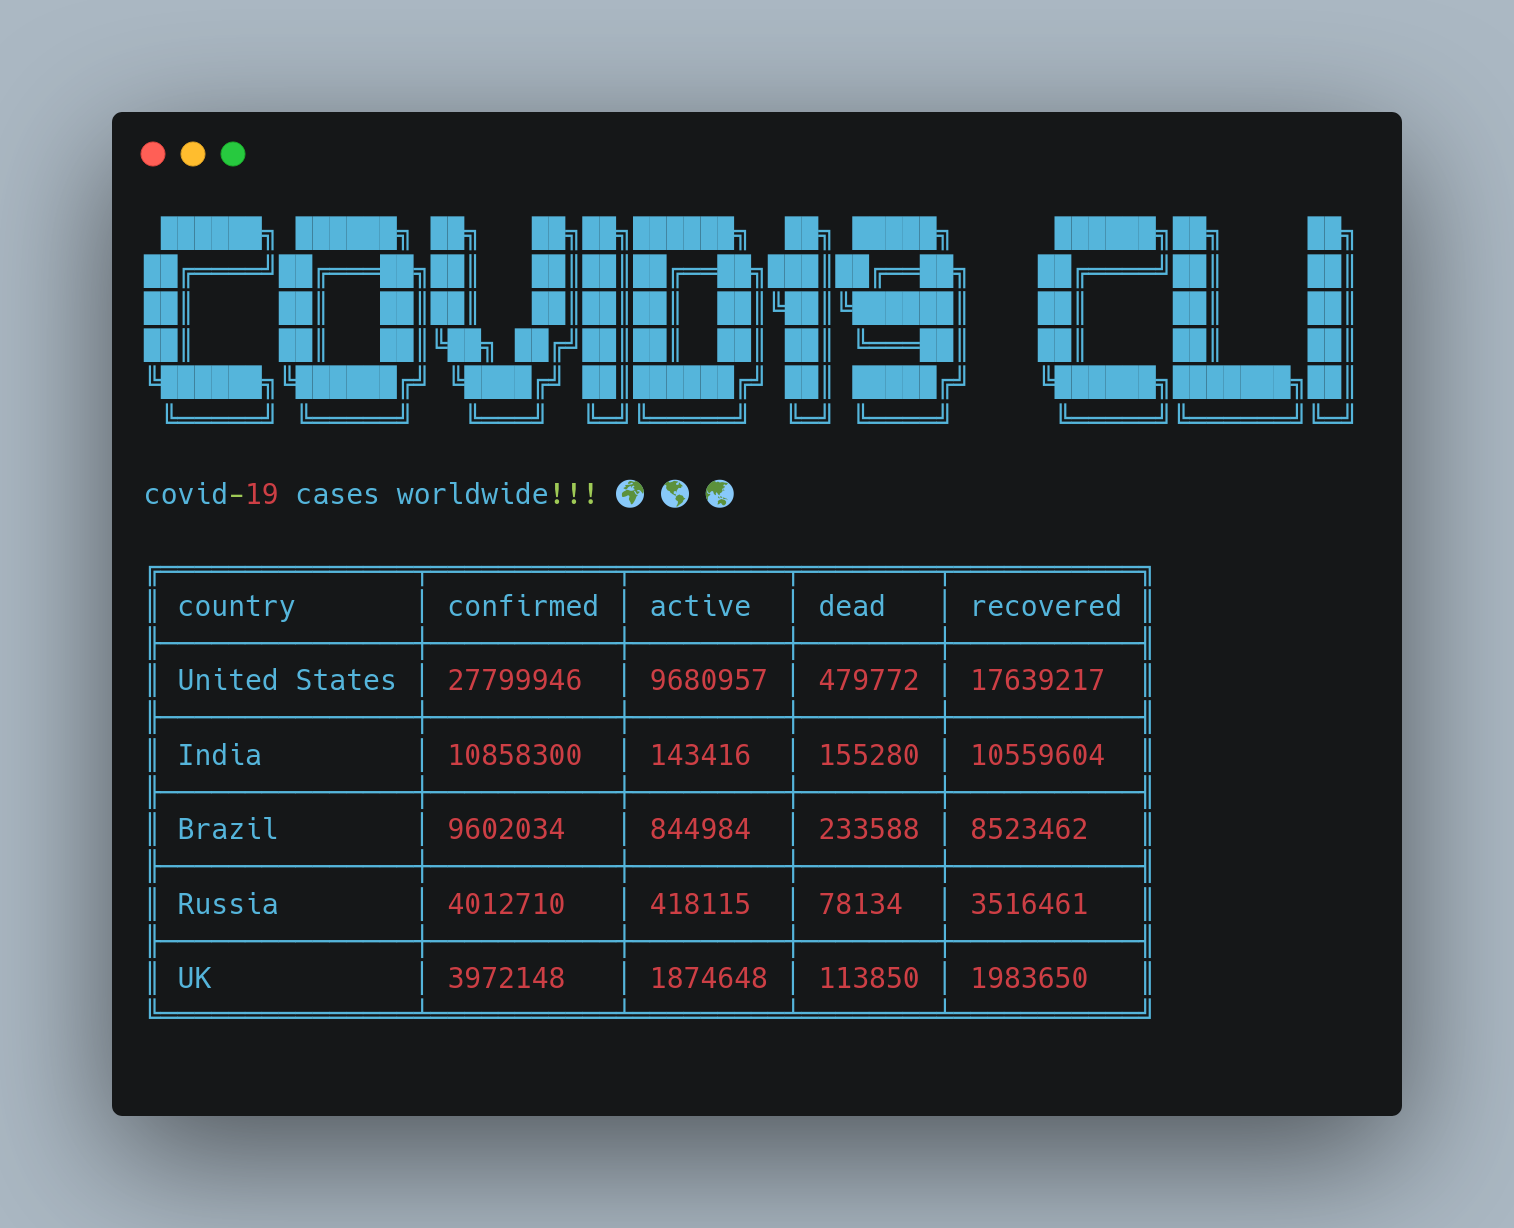 COVID19 CLI
covid-19 cases worldwide!!! 🌍 🌎 🌏
country confirmed active dead recovered
United States 27799946 9680957 479772 17639217
India 10858300 143416 155280 10559604
Brazil 9602034 844984 233588 8523462
Russia 4012710 418115 78134 3516461
UK 3972148 1874648 113850 1983650